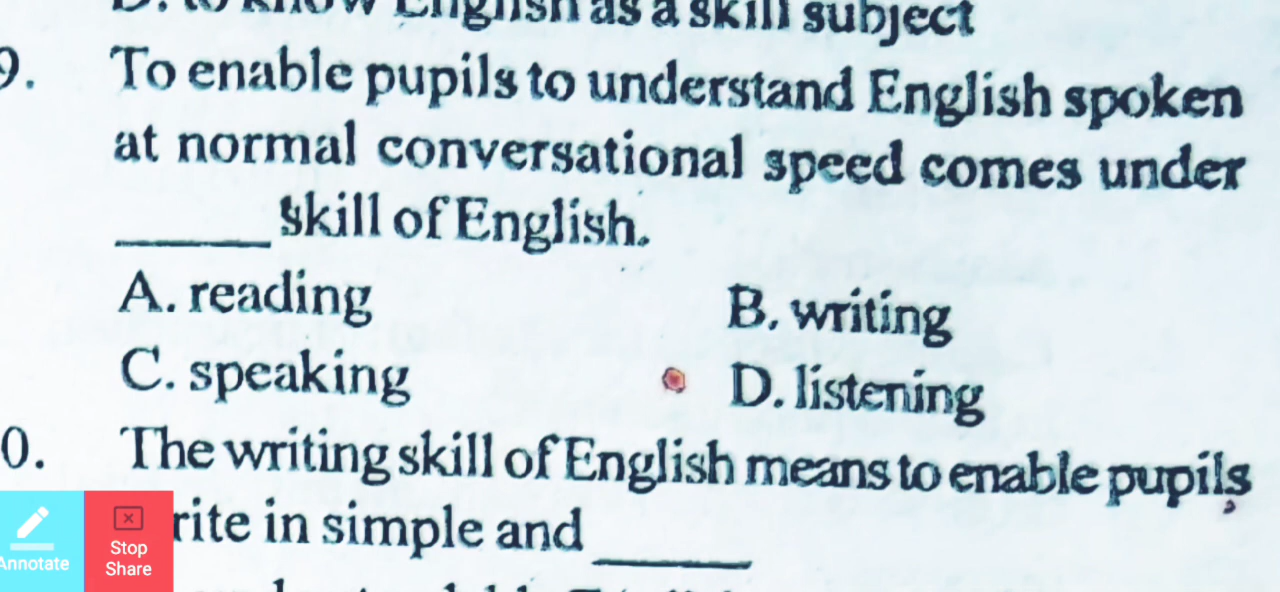 D. to know English as a skill subject
9. To enable pupils to understand English spoken
at normal conversational speed comes under
______ skill of English.
A. reading B. writing
C. speaking D. listening
0. The writing skill of English means to enable pupils
rite in simple and ______
Annotate
Stop
Share